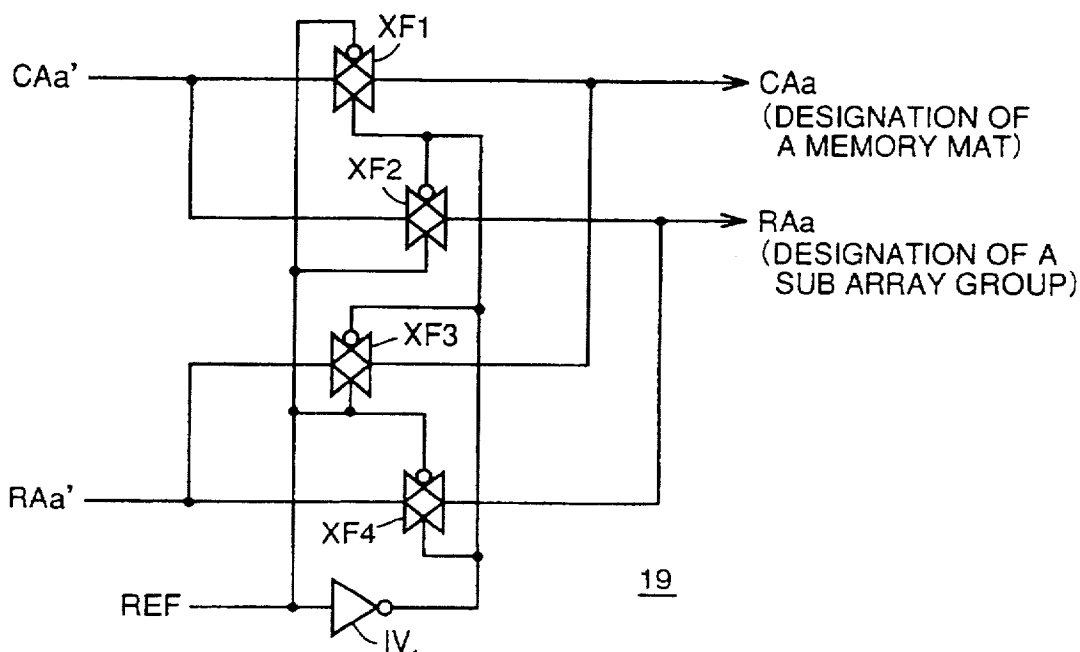 XF1
CAa'
CAa
(DESIGNATION OF
A MEMORY MAT)
XF2
RAa
(DESIGNATION OF A
SUB ARRAY GROUP)
XF3
RAa'
XF4
19
REF
IV